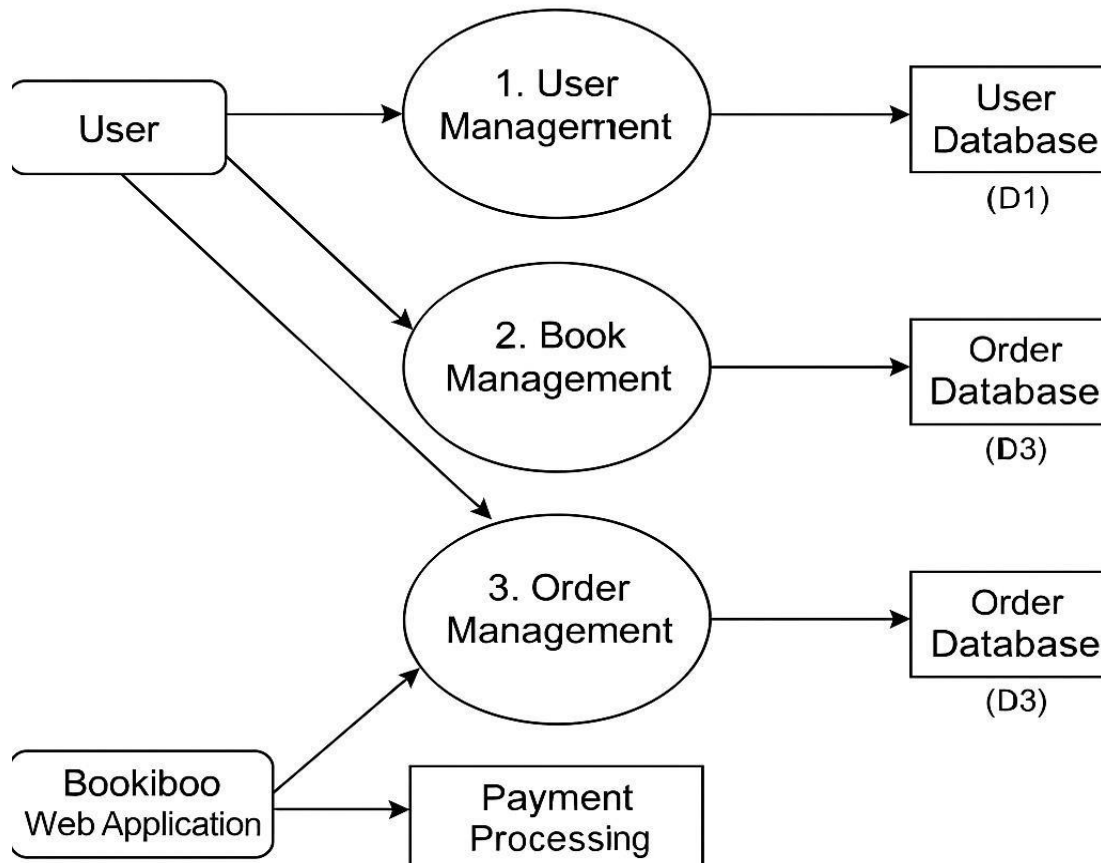 User
1. User
Managernent
User
Database
(D1)
2. Book
Management
Order
Database
(D3)
3. Order
Management
Order
Database
(D3)
Bookiboo
Web Application
Payment
Processing